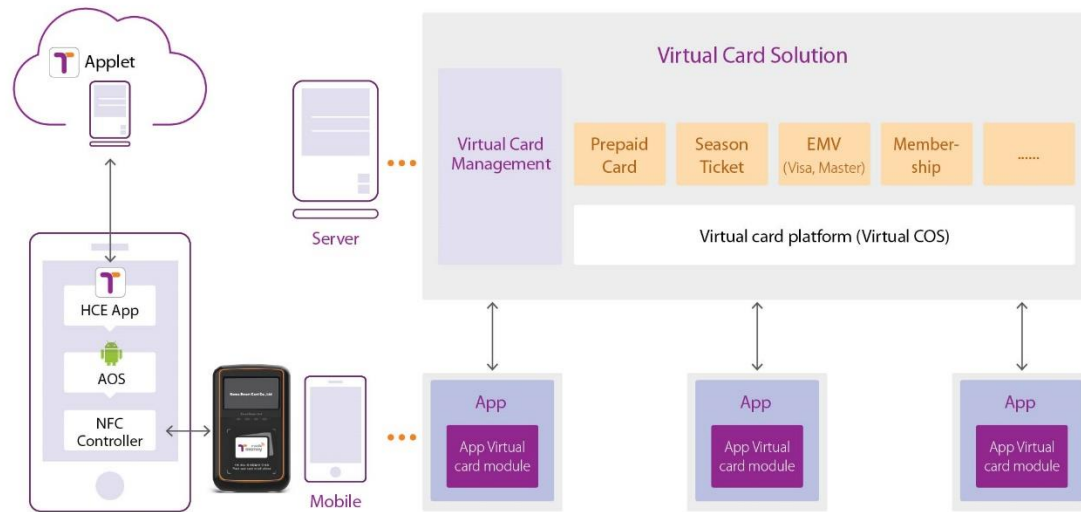 Applet
HCE App
AOS
NFC
Controller
mobile
money
Server
Mobile
Virtual Card Solution
Virtual Card
Management
Prepaid
Card
Season
Ticket
EMV
(Visa, Master)
Member-
ship
......
Virtual card platform (Virtual COS)
App
App Virtual
card module
App
App Virtual
card module
App
App Virtual
card module